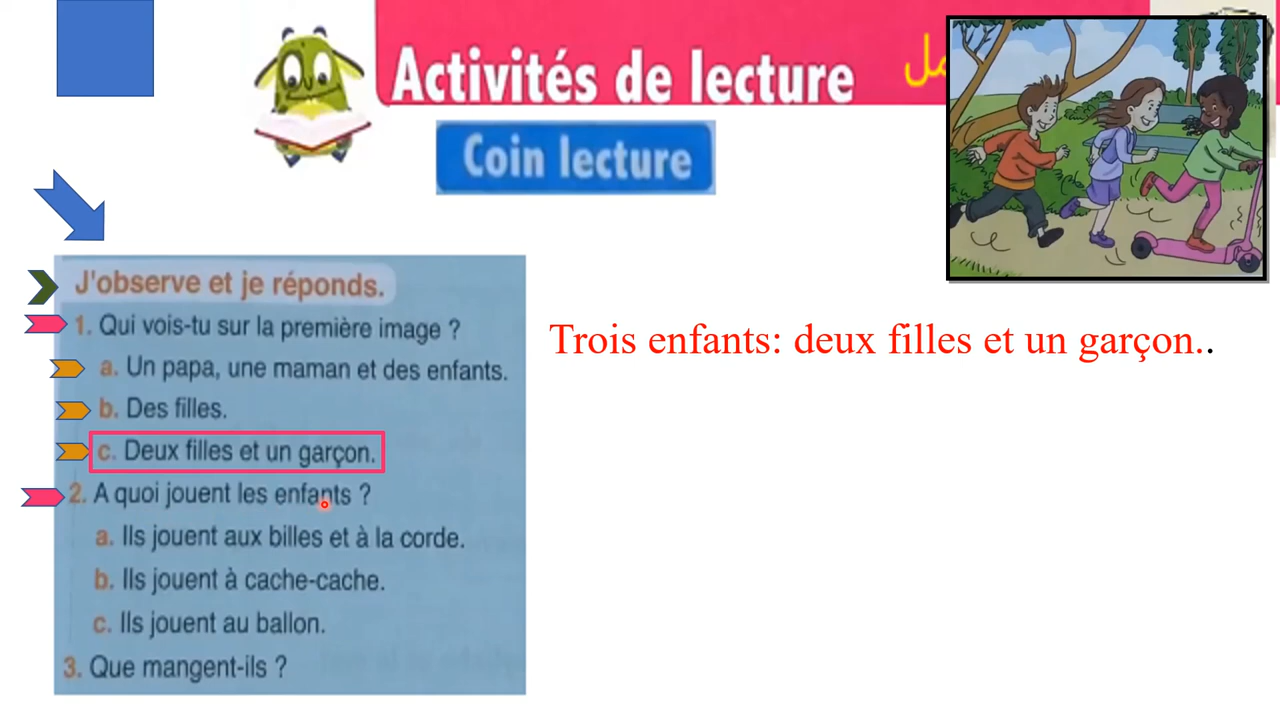 Activités de lecture
Coin lecture
J'observe et je réponds.
1. Qui vois-tu sur la première image ?
a. Un papa, une maman et des enfants.
b. Des filles.
c. Deux filles et un garçon.
2. A quoi jouent les enfants ?
a. Ils jouent aux billes et à la corde.
b. Ils jouent à cache-cache.
c. Ils jouent au ballon.
3. Que mangent-ils ?
Trois enfants: deux filles et un garçon..